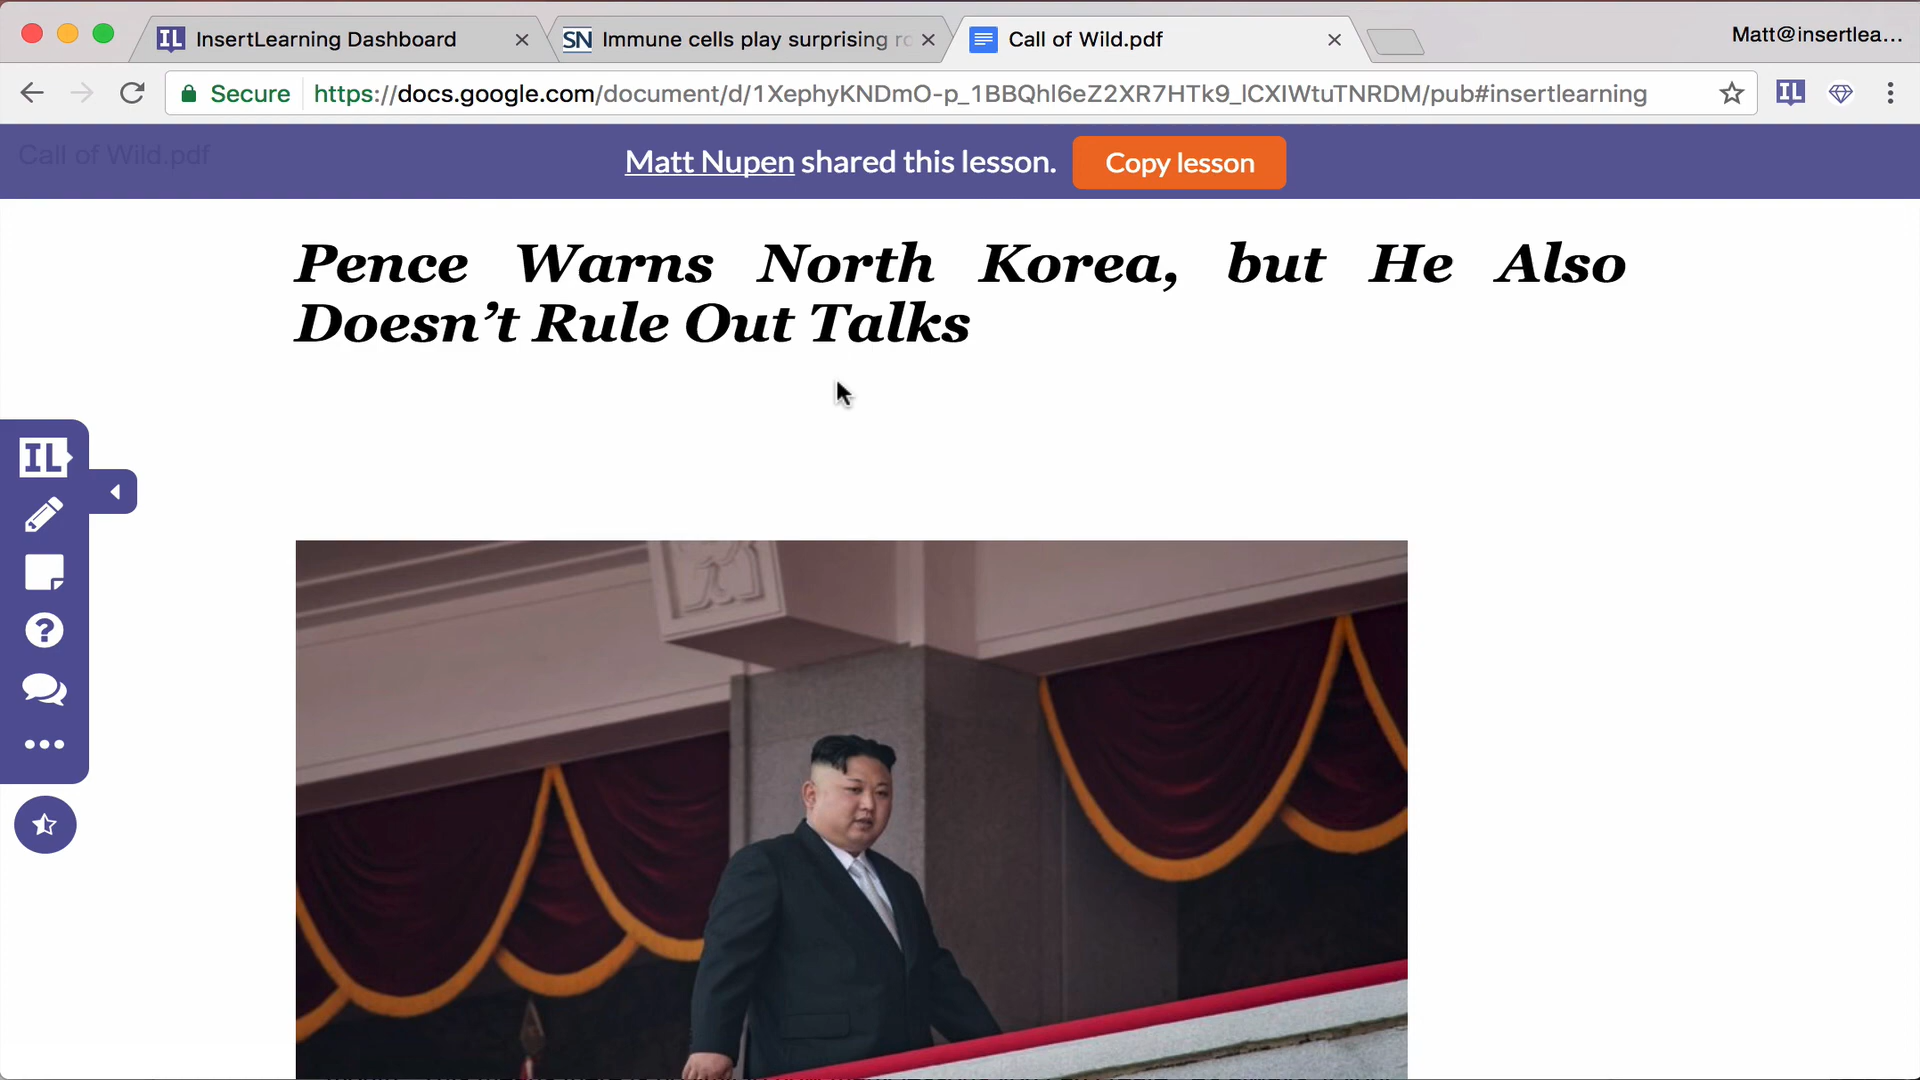 InsertLearning Dashboard
SN Immune cells play surprising ro
Call of Wild.pdf
Matt@insertlea...
Secure https://docs.google.com/document/d/1XephyKNDmO-p_1BBQhl6eZ2XR7HTk9_lCXIWtuTNRDM/pub#insertlearning
Call of Wild.pdf
Matt Nupen shared this lesson.
Copy lesson
Pence Warns North Korea, but He Also
Doesn’t Rule Out Talks
IL